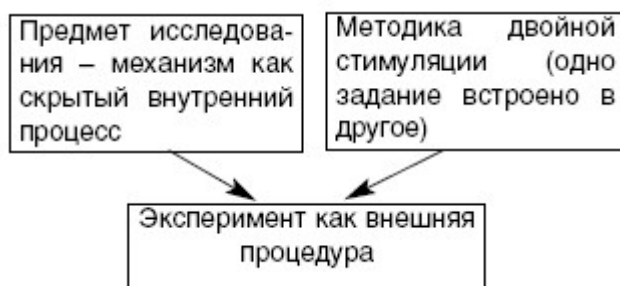 Предмет исследова-
ния – механизм как
скрытый внутренний
процесс
Методика двойной
стимуляции (одно
задание встроено в
другое)
Эксперимент как внешняя
процедура